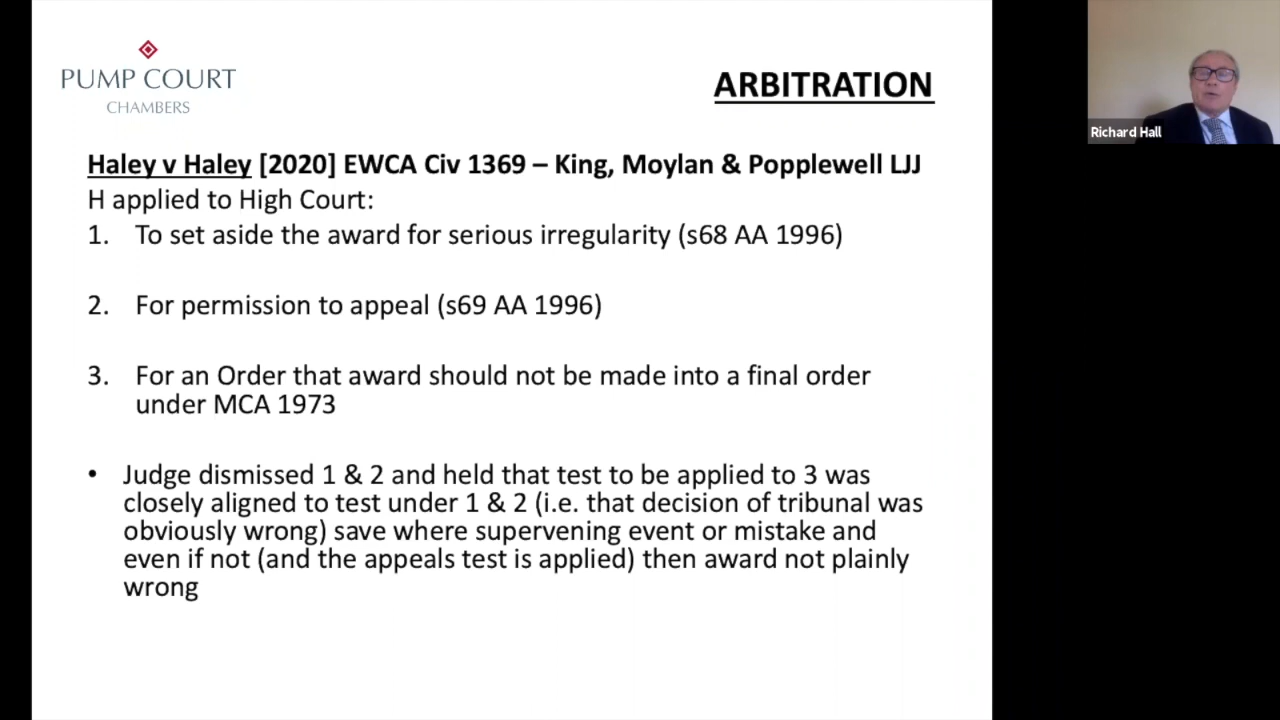 PUMP COURT
CHAMBERS
ARBITRATION
Richard Hall
Haley v Haley [2020] EWCA Civ 1369 – King, Moylan & Popplewell LJJ
H applied to High Court:
1. To set aside the award for serious irregularity (s68 AA 1996)
2. For permission to appeal (s69 AA 1996)
3. For an Order that award should not be made into a final order
under MCA 1973
• Judge dismissed 1 & 2 and held that test to be applied to 3 was
closely aligned to test under 1 & 2 (i.e. that decision of tribunal was
obviously wrong) save where supervening event or mistake and
even if not (and the appeals test is applied) then award not plainly
wrong